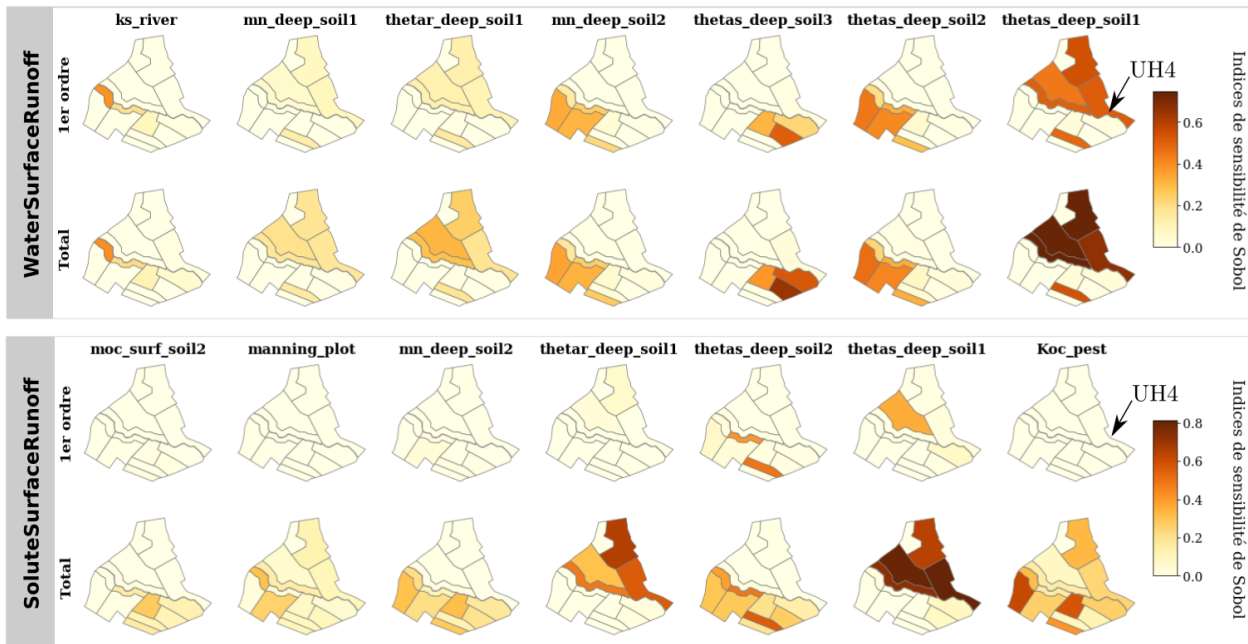 ks_river mn_deep_soil1 thetar_deep_soil1 mn_deep_soil2 thetas_deep_soil3 thetas_deep_soil2 thetas_deep_soil1
WaterSurfaceRunoff
1er ordre
Total
UH4
0.6
0.4
0.2
0.0
Indices de sensibilité de Sobol
moc_surf_soil2 manning_plot mn_deep_soil2 thetar_deep_soil1 thetas_deep_soil2 thetas_deep_soil1 Koc_pest
SoluteSurfaceRunoff
1er ordre
Total
UH4
0.8
0.6
0.4
0.2
0.0
Indices de sensibilité de Sobol